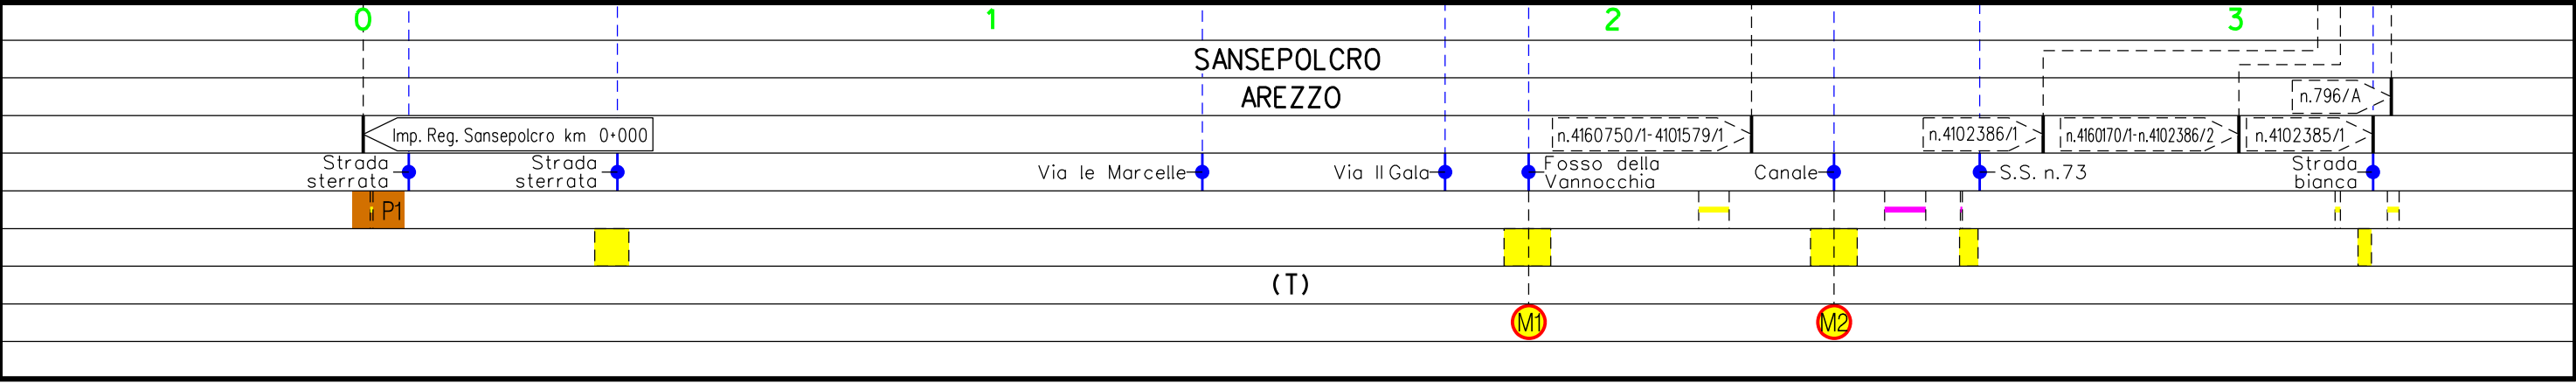 0 1 2 3
SANSEPOLCRO
AREZZO
n.796/A
Imp. Reg. Sansepolcro km 0+000
n.4160750/1-4101579/1
n.4102386/1
n.4160170/1-n.4102386/2
n.4102385/1
Strada
sterrata
Strada
sterrata
Via le Marcelle
Via II Gala
Fosso della
Vannocchia
Canale
S.S. n.73
Strada
bianca
P1
(T)
M1
M2